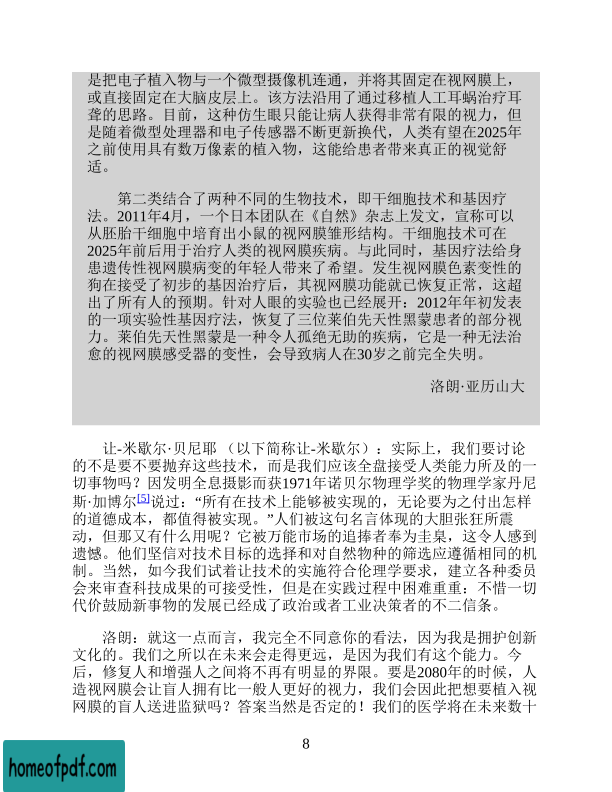 是把电子植入物与一个微型摄像机连通，并将其固定在视网膜上，
或直接固定在大脑皮层上。该方法沿用了通过移植人工耳蜗治疗耳
聋的思路。目前，这种仿生眼只能让病人获得非常有限的视力，但
是随着微型处理器和电子传感器不断更新换代，人类有望在2025年
之前使用具有数万像素的植入物，这能给患者带来真正的视觉舒
适。
第二类结合了两种不同的生物技术，即干细胞技术和基因疗
法。2011年4月，一个日本团队在《自然》杂志上发文，宣称可以
从胚胎干细胞中培育出小鼠的视网膜雏形结构。干细胞技术可在
2025年前后用于治疗人类的视网膜疾病。与此同时，基因疗法给身
患遗传性视网膜病变的年轻人带来了希望。发生视网膜色素变性的
狗在接受了初步的基因治疗后，其视网膜功能就已恢复正常，这超
出了所有人的预期。针对人眼的实验也已经展开：2012年年初发表
的一项实验性基因疗法，恢复了三位莱伯先天性黑蒙患者的部分视
力。莱伯先天性黑蒙是一种令人孤绝无助的疾病，它是一种无法治
愈的视网膜感受器的变性，会导致病人在30岁之前完全失明。
洛朗·亚历山大
让-米歇尔·贝尼耶 （以下简称让-米歇尔）：实际上，我们要讨论
的不是要不要抛弃这些技术，而是我们应该全盘接受人类能力所及的一
切事物吗？因发明全息摄影而获1971年诺贝尔物理学奖的物理学家丹尼
斯·加博尔[5]说过：“所有在技术上能够被实现的，无论要为之付出怎样
的道德成本，都值得被实现。”人们被这句名言体现的大胆张狂所震
动，但那又有什么用呢？它被万能市场的追捧者奉为圭臬，这令人感到
遗憾。他们坚信对技术目标的选择和对自然物种的筛选应遵循相同的机
制。当然，如今我们试着让技术的实施符合伦理学要求，建立各种委员
会来审查科技成果的可接受性，但是在实践过程中困难重重：不惜一切
代价鼓励新事物的发展已经成了政治或者工业决策者的不二信条。
洛朗：就这一点而言，我完全不同意你的看法，因为我是拥护创新
文化的。我们之所以在未来会走得更远，是因为我们有这个能力。今
后，修复人和增强人之间将不再有明显的界限。要是2080年的时候，人
造视网膜会让盲人拥有比一般人更好的视力，我们会因此把想要植入视
网膜的盲人送进监狱吗？答案当然是否定的！我们的医学将在未来数十
8
homeofpdf.com